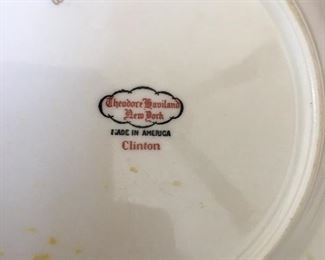 Theodore Haviland
New York
MADE IN AMERICA
Clinton